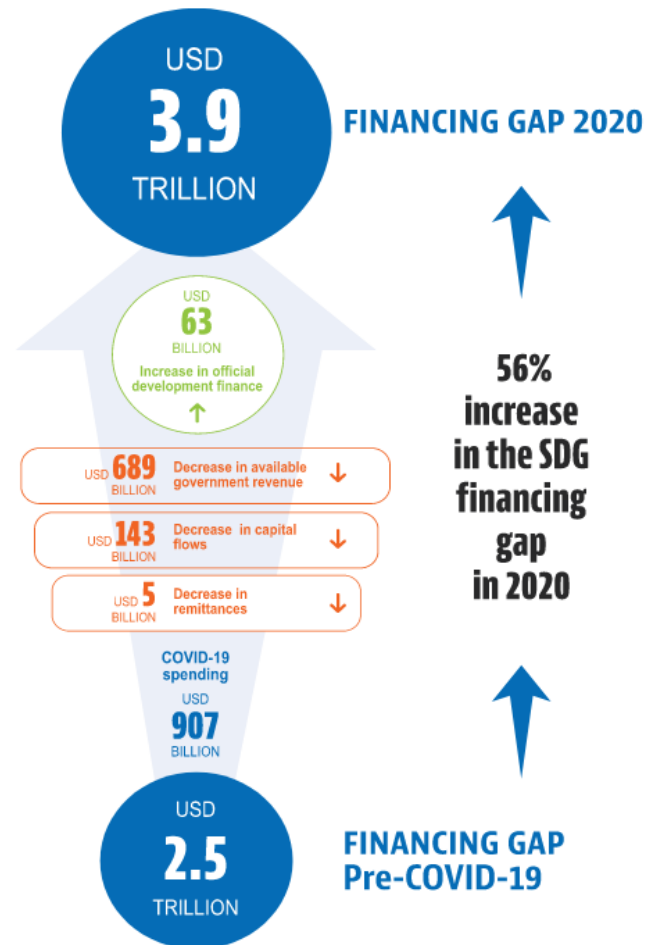 USD
3.9
TRILLION
FINANCING GAP 2020
USD
63
BILLION
Increase in official
development finance
56%
increase
in the SDG
financing
gap
in 2020
USD 689
BILLION
Decrease in available
government revenue
USD 143
BILLION
Decrease in capital
flows
USD 5
BILLION
Decrease in
remittances
COVID-19
spending
USD
907
BILLION
USD
2.5
TRILLION
FINANCING GAP
Pre-COVID-19